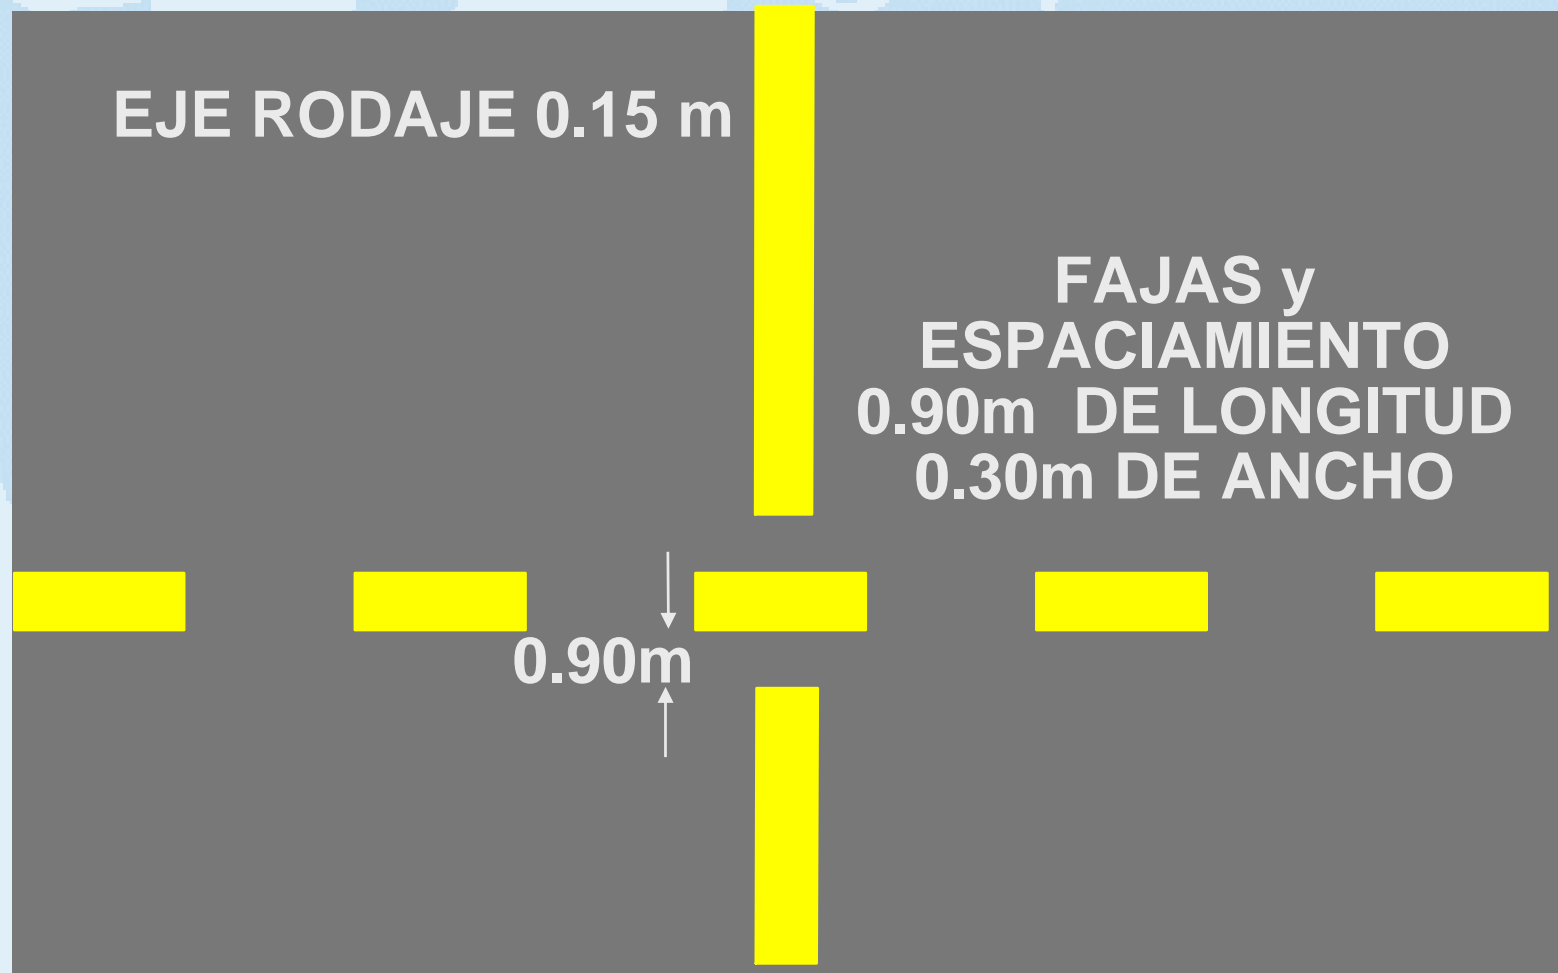 EJE RODAJE 0.15 m
FAJAS y
ESPACIAMIENTO
0.90m  DE LONGITUD
0.30m DE ANCHO
0.90m